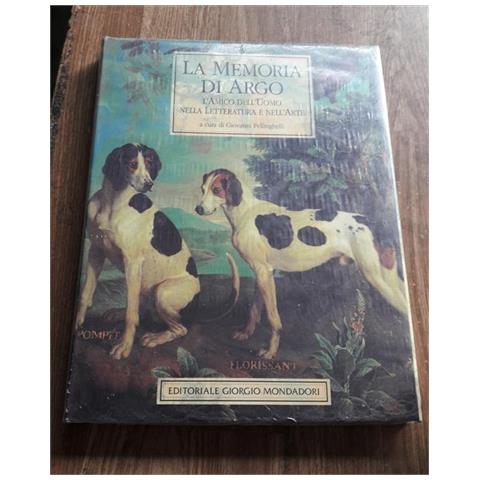 LA MEMORIA
DI ARGO
L'AMICO DELL'UOMO
NELLA LETTERATURA E NELL'ARTE
a cura di Giovanni Pellinghelli
POMPÉE
FLORISSANT
EDITORIALE GIORGIO MONDADORI